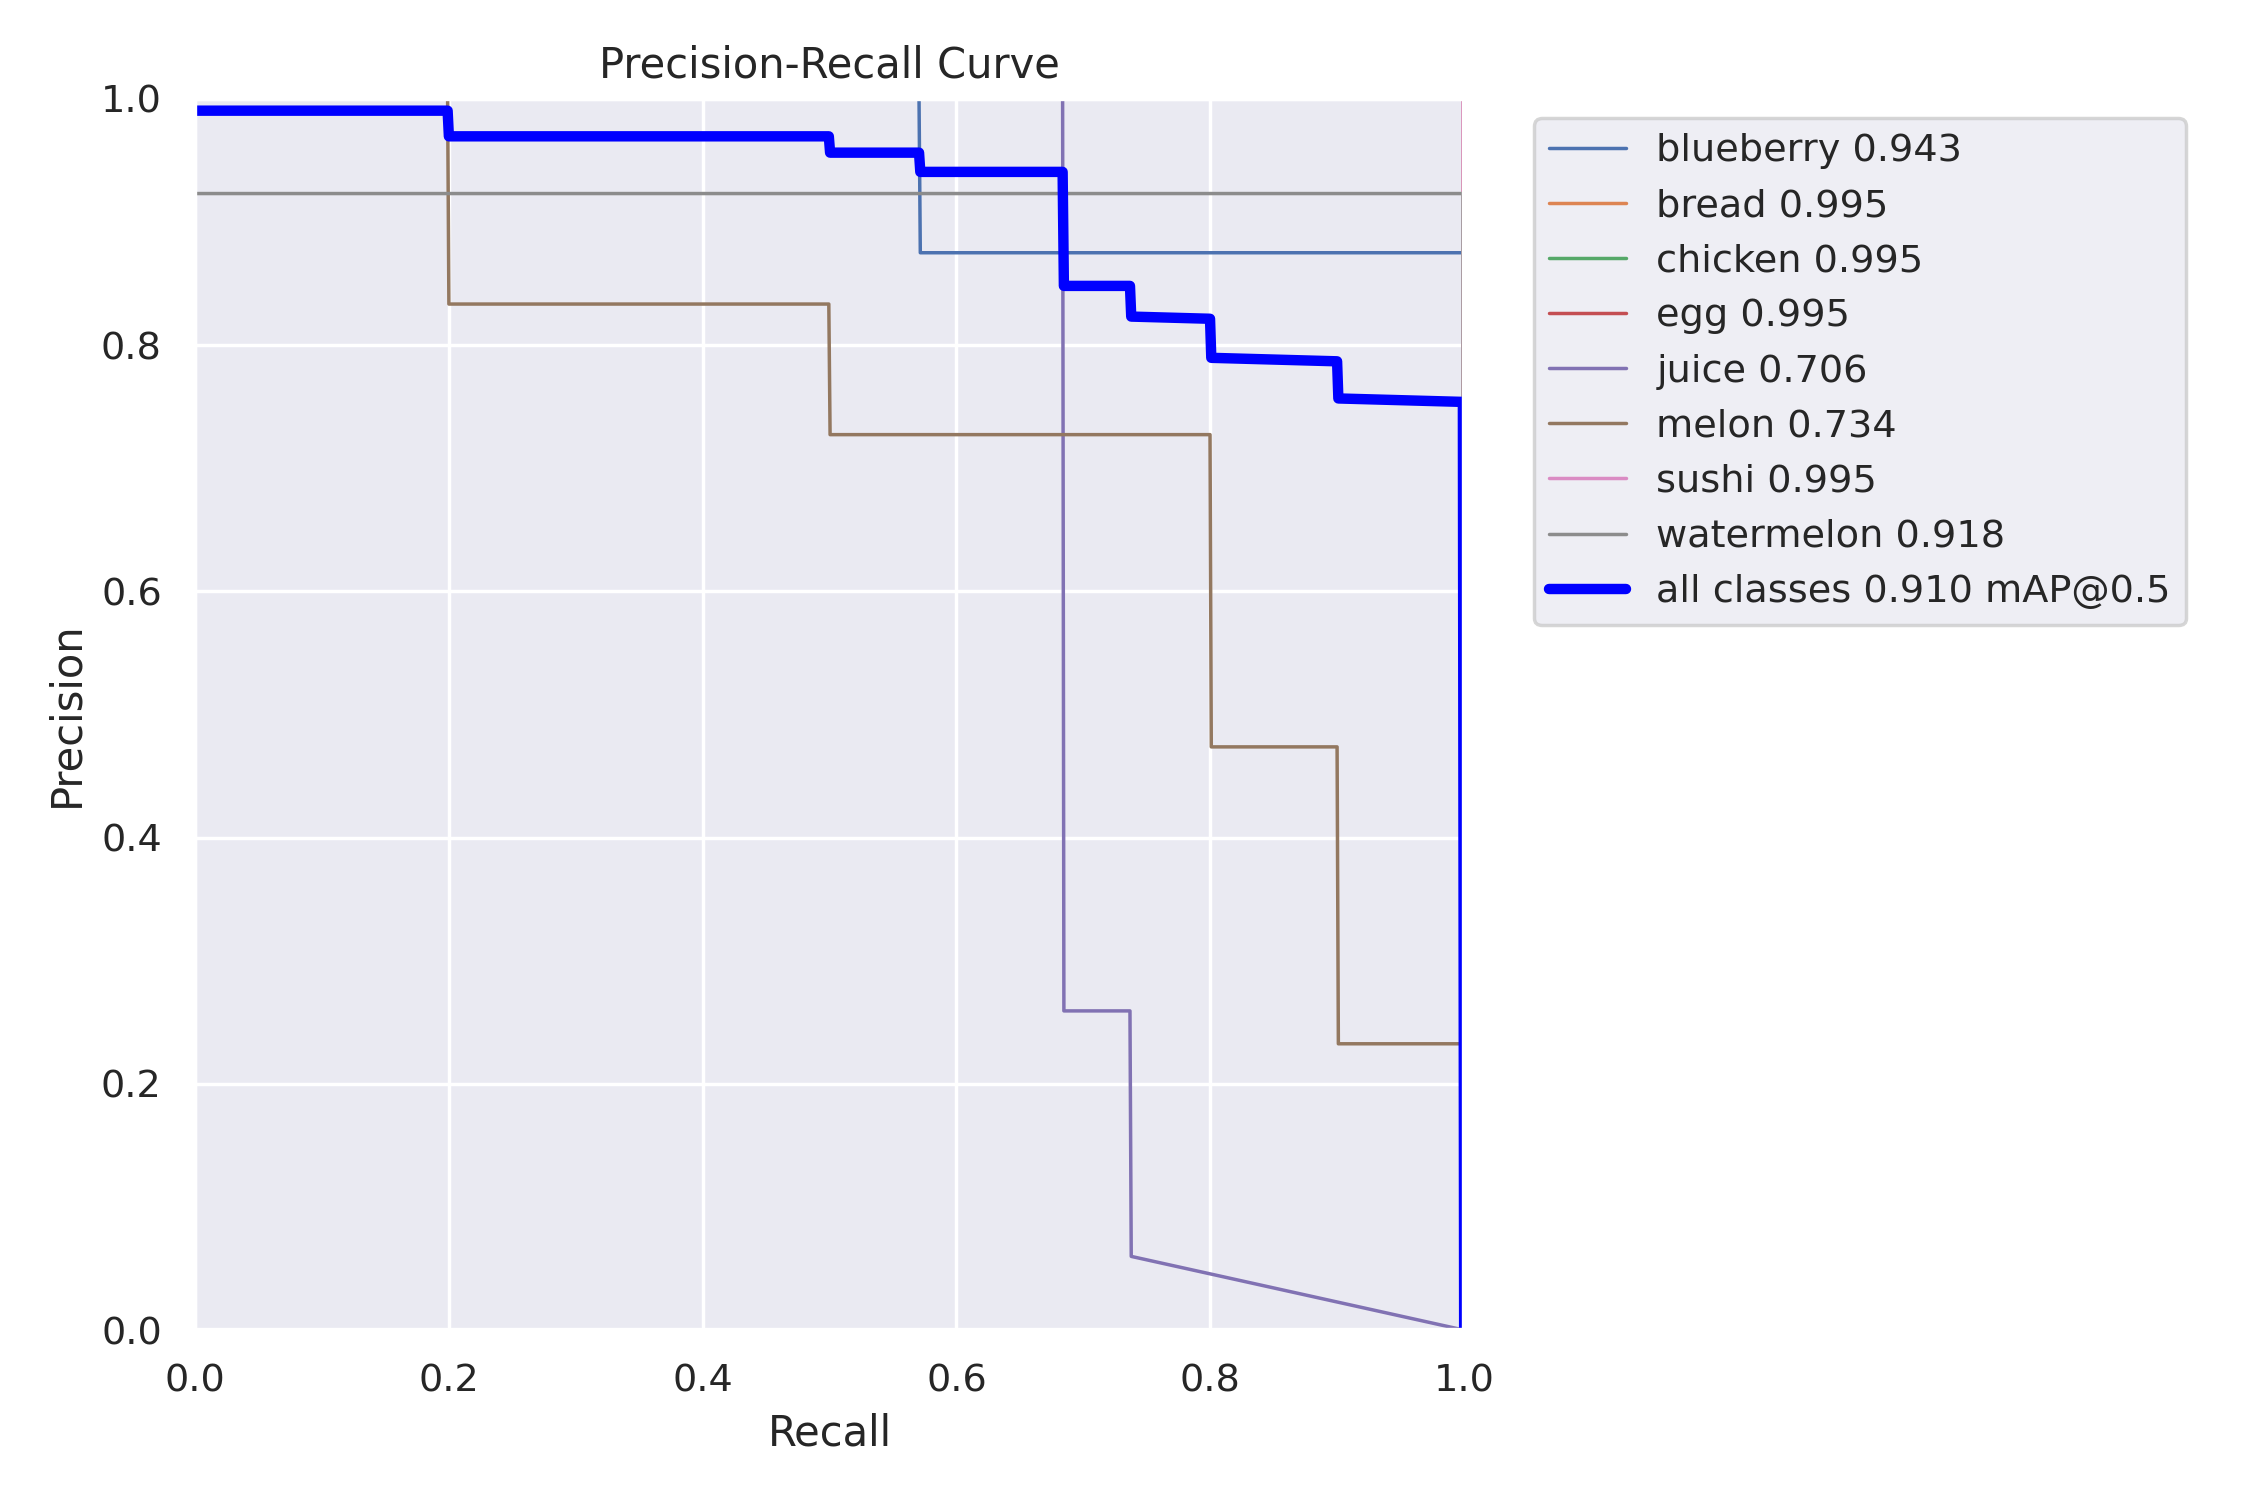 Precision-Recall Curve
1.0
0.8
0.6
0.4
0.2
0.0
Precision
0.0 0.2 0.4 0.6 0.8 1.0
Recall
blueberry 0.943
bread 0.995
chicken 0.995
egg 0.995
juice 0.706
melon 0.734
sushi 0.995
watermelon 0.918
all classes 0.910 mAP@0.5